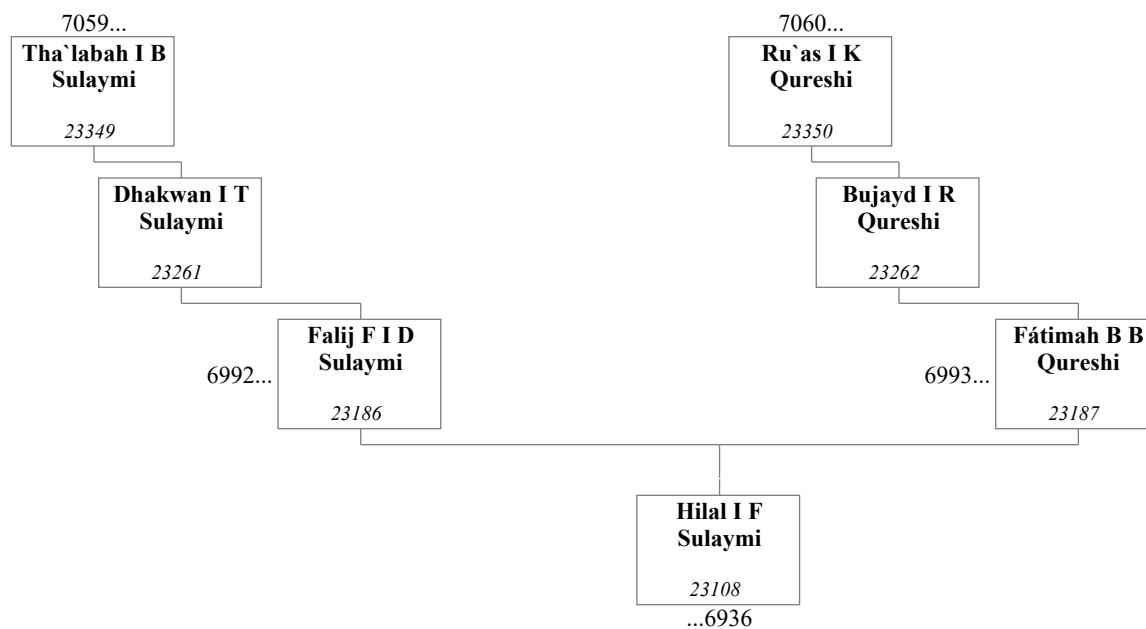 7059...
Tha`labah I B
Sulaymi
23349
7060...
Ru`as I K
Qureshi
23350
Dhakwan I T
Sulaymi
23261
Bujayd I R
Qureshi
23262
6992...
Falij F I D
Sulaymi
23186
6993...
Fátimah B B
Qureshi
23187
Hilal I F
Sulaymi
23108
...6936